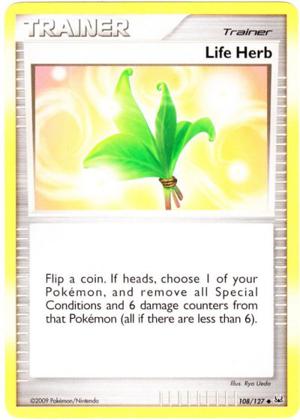 TRAINER
Trainer
Life Herb
Flip a coin. If heads, choose 1 of your
Pokémon, and remove all Special
Conditions and 6 damage counters from
that Pokémon (all if there are less than 6).
Illus. Ryo Ueda
©2009 Pokémon/Nintendo
108/127